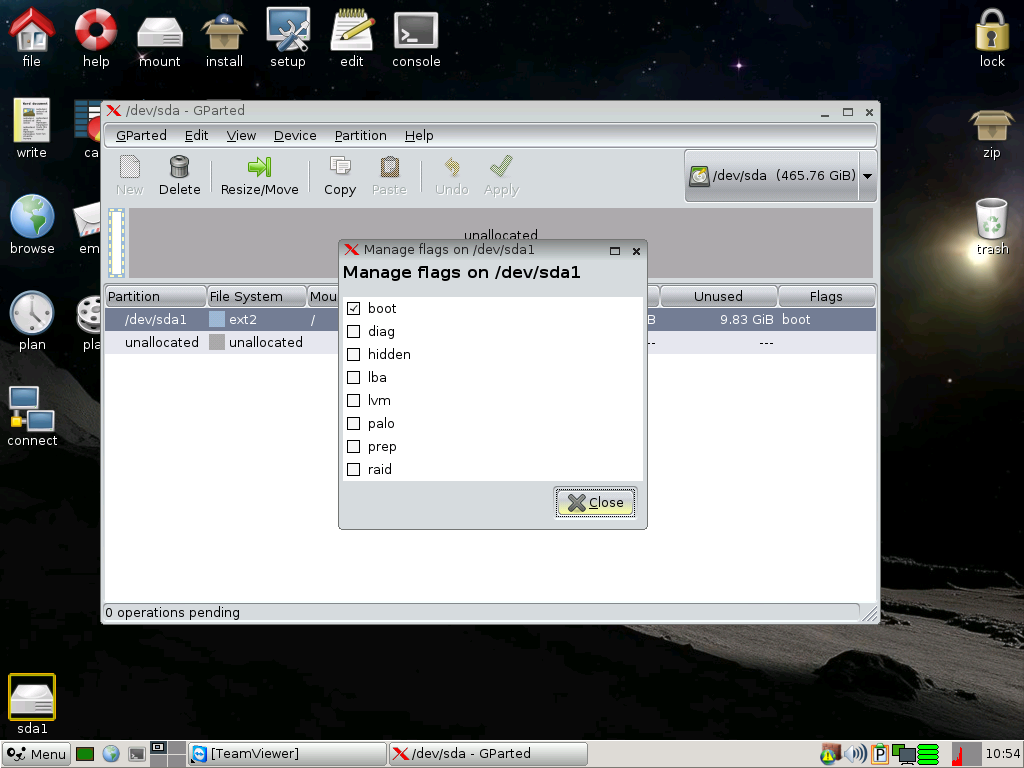 file
help
mount
install
setup
edit
console
lock
write
ca
zip
browse
em
trash
plan
pla
connect
sda1
/dev/sda - GParted
GParted Edit View Device Partition Help
New Delete Resize/Move Copy Paste Undo Apply
/dev/sda (465.76 GiB)
unallocated
Partition File System Mou Unused Flags
/dev/sda1 ext2 / B 9.83 GiB boot
unallocated unallocated -- ---
Manage flags on /dev/sda1
Manage flags on /dev/sda1
boot
diag
hidden
lba
lvm
palo
prep
raid
Close
0 operations pending
Menu [TeamViewer] /dev/sda - GParted 10:54